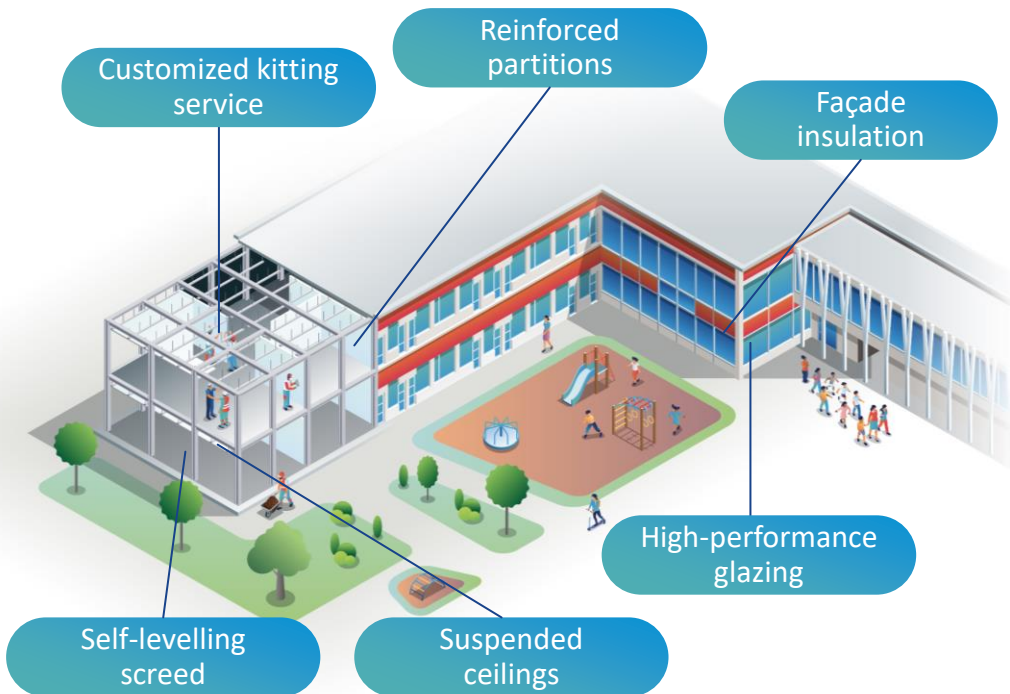 Reinforced
partitions
Customized kitting
service
Façade
insulation
High-performance
glazing
Self-levelling
screed
Suspended
ceilings